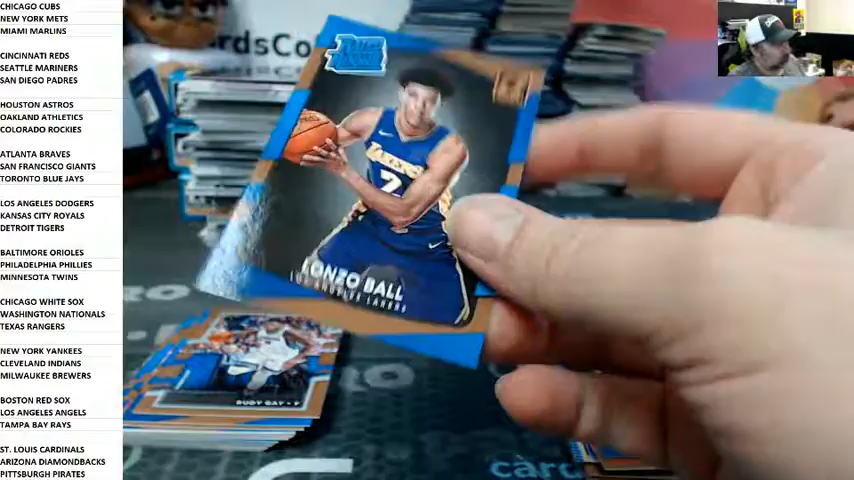 CHICAGO CUBS
NEW YORK METS
MIAMI MARLINS
CINCINNATI REDS
SEATTLE MARINERS
SAN DIEGO PADRES
HOUSTON ASTROS
OAKLAND ATHLETICS
COLORADO ROCKIES
ATLANTA BRAVES
SAN FRANCISCO GIANTS
TORONTO BLUE JAYS
LOS ANGELES DODGERS
KANSAS CITY ROYALS
DETROIT TIGERS
BALTIMORE ORIOLES
PHILADELPHIA PHILLIES
MINNESOTA TWINS
CHICAGO WHITE SOX
WASHINGTON NATIONALS
TEXAS RANGERS
NEW YORK YANKEES
CLEVELAND INDIANS
MILWAUKEE BREWERS
BOSTON RED SOX
LOS ANGELES ANGELS
TAMPA BAY RAYS
ST. LOUIS CARDINALS
ARIZONA DIAMONDBACKS
PITTSBURGH PIRATES
rdsCo
LAKERS
2
LONZO BALL
LOS ANGELES LAKERS
RUDY GAY • F
card